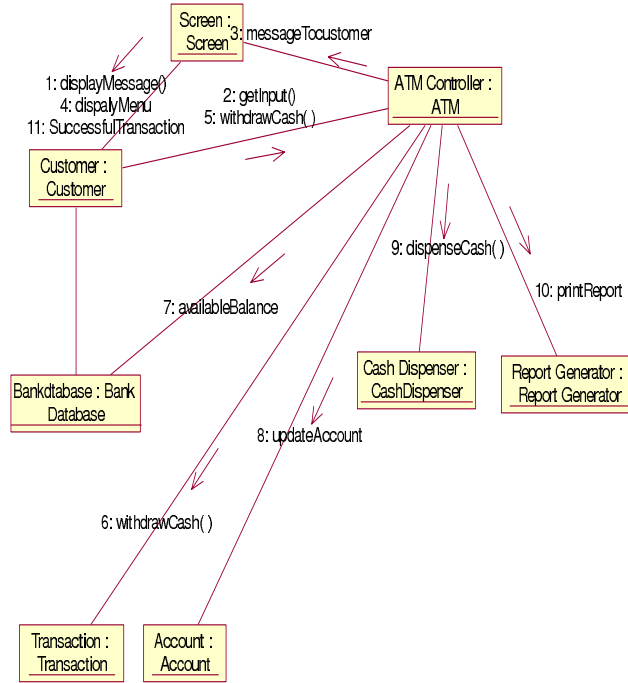 Screen :
Screen
3: messageTocustomer
ATM Controller :
ATM
1: displayMessage()
4: dispalyMenu
11: SuccessfulTransaction
2: getInput()
5: withdrawCash( )
Customer :
Customer
9: dispenseCash( )
10: printReport
7: availableBalance
Bankdtabase : Bank
Database
Cash Dispenser :
CashDispenser
Report Generator :
Report Generator
8: updateAccount
6: withdrawCash( )
Transaction :
Transaction
Account :
Account